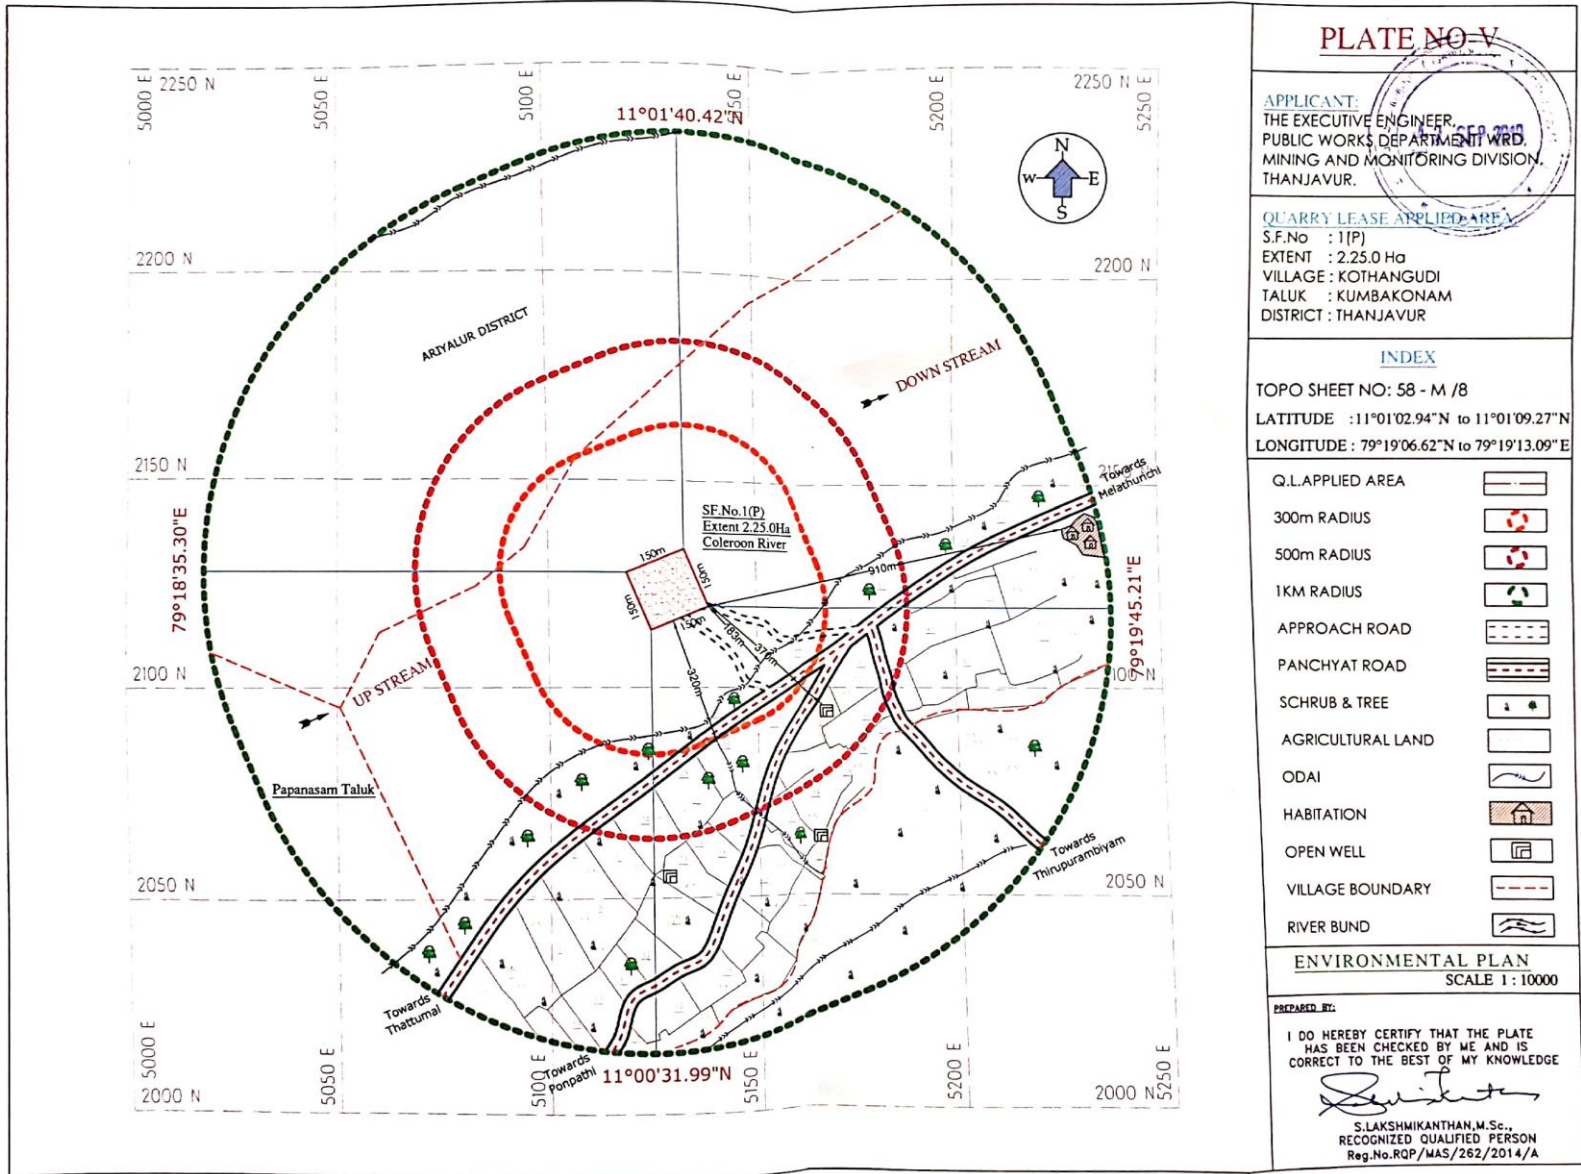 PLATE NO-V
APPLICANT:
THE EXECUTIVE ENGINEER,
PUBLIC WORKS DEPARTMENT, WRD,
MINING AND MONITORING DIVISION,
THANJAVUR.
SEP
QUARRY LEASE APPLIED AREA
S.F.No : 1(P)
EXTENT : 2.25.0 Ha
VILLAGE : KOTHANGUDI
TALUK : KUMBAKONAM
DISTRICT : THANJAVUR
INDEX
TOPO SHEET NO: 58 - M /8
LATITUDE :11°01'02.94"N to 11°01'09.27"N
LONGITUDE : 79°19'06.62"N to 79°19'13.09"E
Q.L.APPLIED AREA
300m RADIUS
500m RADIUS
1KM RADIUS
APPROACH ROAD
PANCHYAT ROAD
SCHRUB & TREE
AGRICULTURAL LAND
ODAI
HABITATION
OPEN WELL
VILLAGE BOUNDARY
RIVER BUND
ENVIRONMENTAL PLAN
SCALE 1 : 10000
PREPARED BY:
I DO HEREBY CERTIFY THAT THE PLATE
HAS BEEN CHECKED BY ME AND IS
CORRECT TO THE BEST OF MY KNOWLEDGE
S.LAKSHMIKANTHAN,M.Sc.,
RECOGNIZED QUALIFIED PERSON
Reg.No.RQP/MAS/262/2014/A
5000 E
2250 N
5050 E
5100 E
11°01'40.42"N
5150 E
5200 E
2250 N
5250 E
N
W E
S
2200 N
2200 N
ARIYALUR DISTRICT
DOWN STREAM
2150 N
Towards
Melathurichi
SF.No.1(P)
Extent 2.25.0Ha
Coleroon River
150m
150m
150m
150m
910m
183m
370m
320m
79°18'35.30"E
79°19'45.21"E
2100 N
UP STREAM
Papanasam Taluk
Towards
Thirupurambiyam
2050 N
2050 N
Towards
Thattumal
Towards
Ponpathi
11°00'31.99"N
5000 E
2000 N
5050 E
5100 E
5150 E
5200 E
2000 N
5250 E